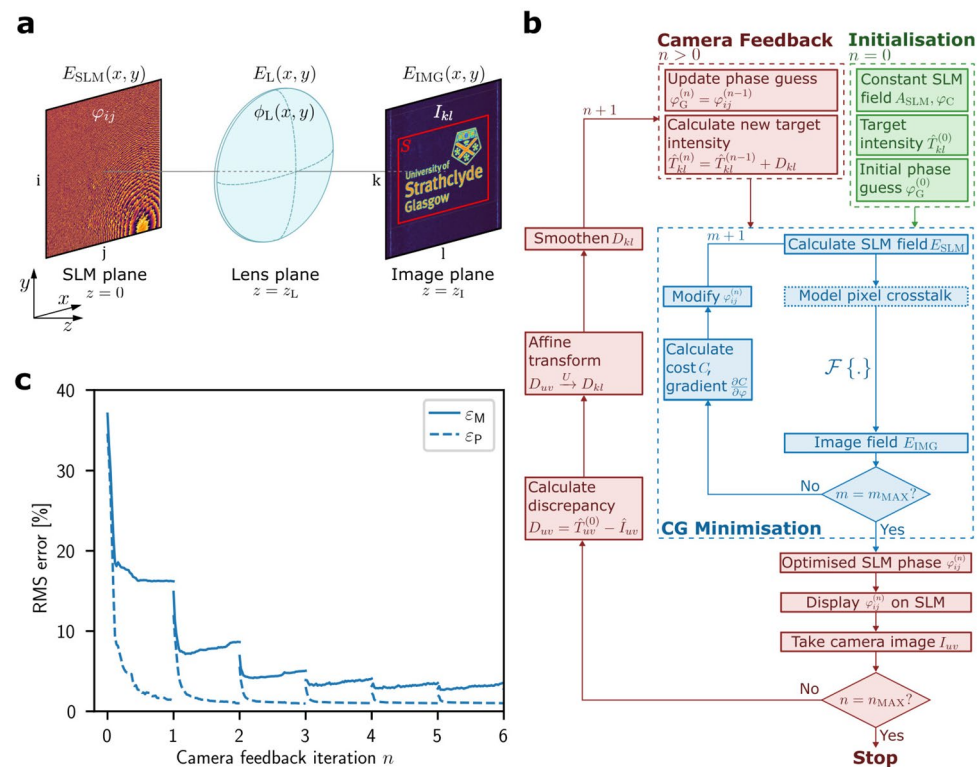 a
E_SLM(x, y)
E_L(x, y)
E_IMG(x, y)
φ_ij
ϕ_L(x, y)
I_kl
S
University of
Strathclyde
Glasgow
i
k
j
l
SLM plane
z = 0
Lens plane
z = z_L
Image plane
z = z_I
y
x
z
b
Camera Feedback
n > 0
Update phase guess
φ_G^(n) = φ_ij^(n−1)
Calculate new target
intensity
T̂_kl^(n) = T̂_kl^(n−1) + D_kl
Initialisation
n = 0
Constant SLM
field A_SLM, φ_C
Target
intensity T̂_kl^(0)
Initial phase
guess φ_G^(0)
n + 1
Smoothen D_kl
Affine
transform
D_uv U→ D_kl
Calculate
discrepancy
D_uv = T̂_uv^(0) − Î_uv
m + 1
Calculate SLM field E_SLM
Model pixel crosstalk
Modify φ_ij^(n)
Calculate
cost C,
gradient ∂C/∂φ
F {.}
Image field E_IMG
No
m = m_MAX?
Yes
CG Minimisation
Optimised SLM phase φ_ij^(n)
Display φ_ij^(n) on SLM
Take camera image I_uv
No
n = n_MAX?
Yes
Stop
c
RMS error [%]
40
30
20
10
0
ε_M
ε_P
0 1 2 3 4 5 6
Camera feedback iteration n